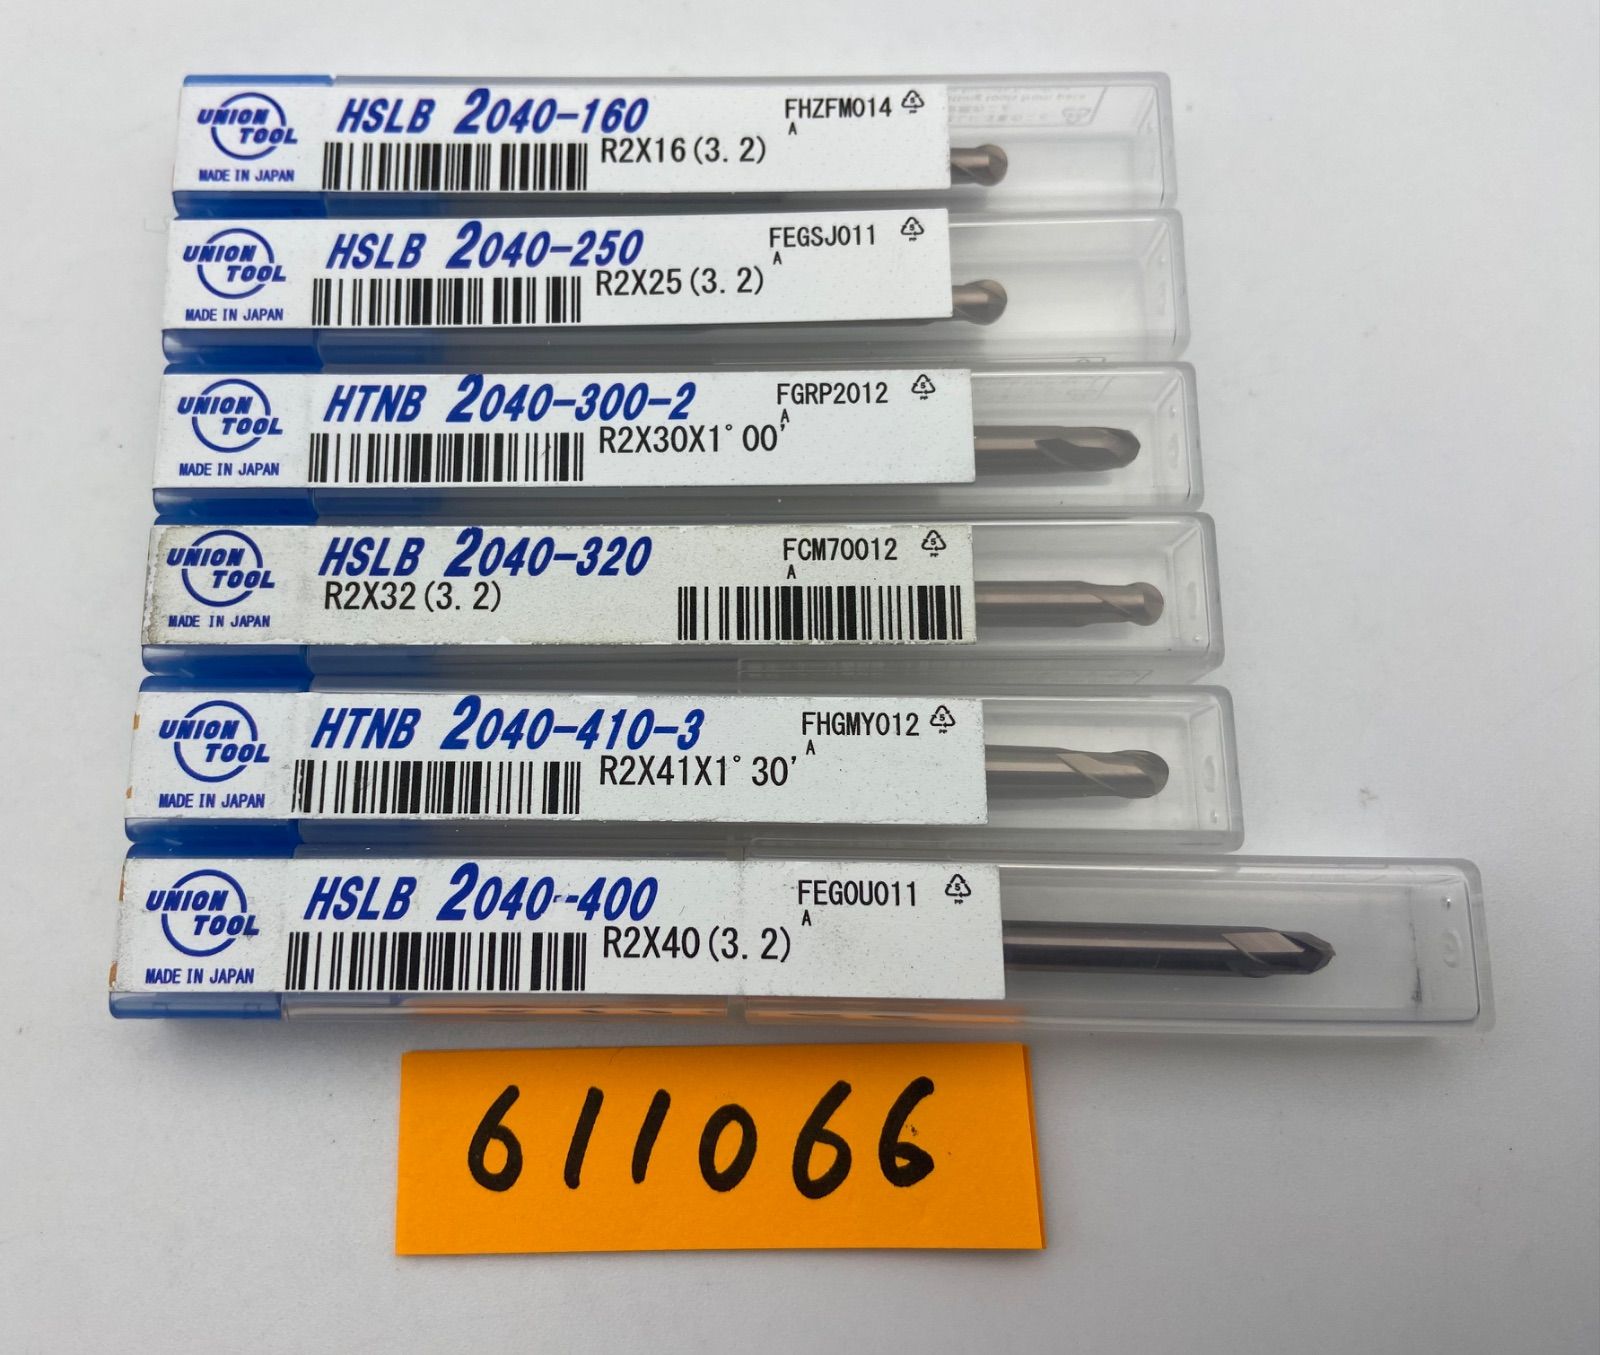 UNION TOOL
MADE IN JAPAN
HSLB 2040-160
FHZFM014
A
R2X16(3.2)
UNION TOOL
MADE IN JAPAN
HSLB 2040-250
FEGSJ011
A
R2X25(3.2)
UNION TOOL
MADE IN JAPAN
HTNB 2040-300-2
FGRP2012
A
R2X30X1°00'
UNION TOOL
MADE IN JAPAN
HSLB 2040-320
FCM70012
A
R2X32(3.2)
UNION TOOL
MADE IN JAPAN
HTNB 2040-410-3
FHGMY012
A
R2X41X1°30'
UNION TOOL
MADE IN JAPAN
HSLB 2040-400
FEG0U011
A
R2X40(3.2)
611066